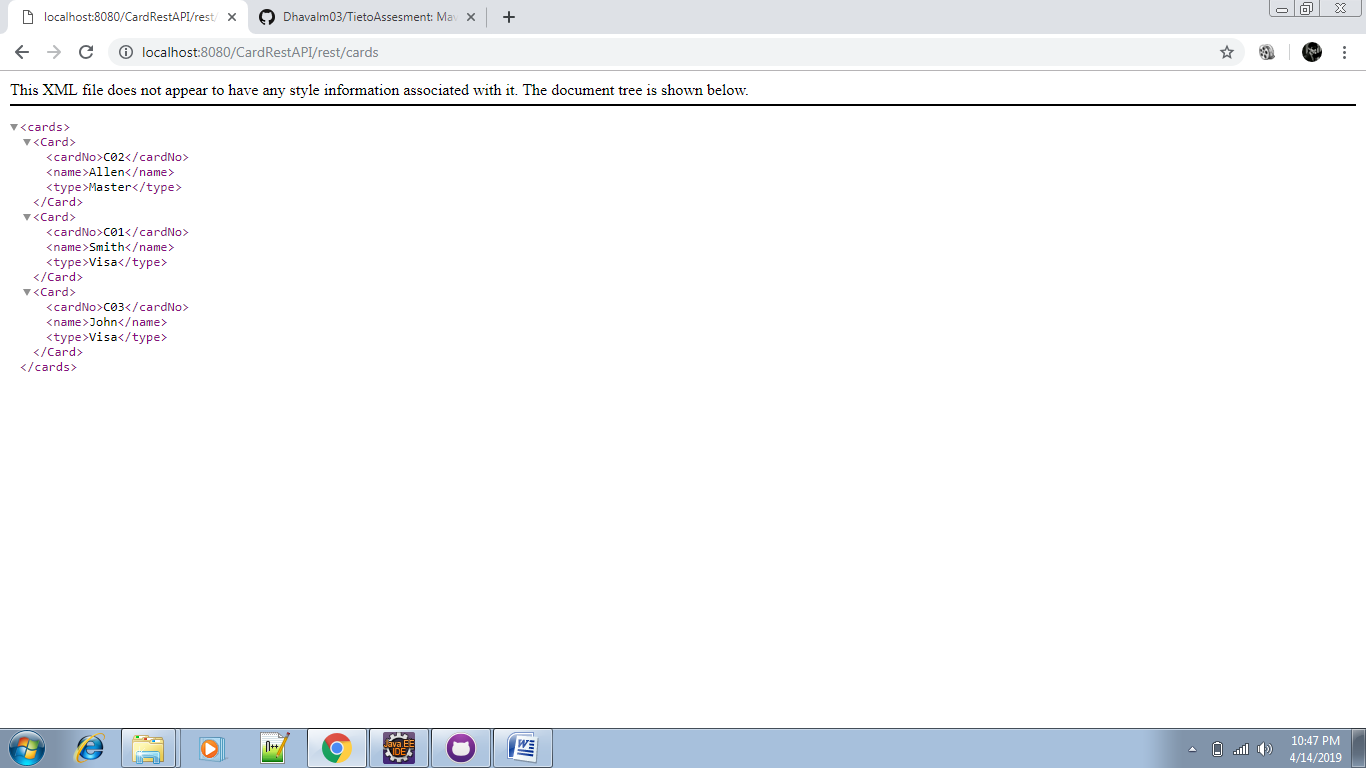 localhost:8080/CardRestAPI/rest/
Dhavalm03/TietoAssesment: Mav
localhost:8080/CardRestAPI/rest/cards
This XML file does not appear to have any style information associated with it. The document tree is shown below.
<cards>
<Card>
<cardNo>C02</cardNo>
<name>Allen</name>
<type>Master</type>
</Card>
<Card>
<cardNo>C01</cardNo>
<name>Smith</name>
<type>Visa</type>
</Card>
<Card>
<cardNo>C03</cardNo>
<name>John</name>
<type>Visa</type>
</Card>
</cards>
Java EE
IDE
10:47 PM
4/14/2019